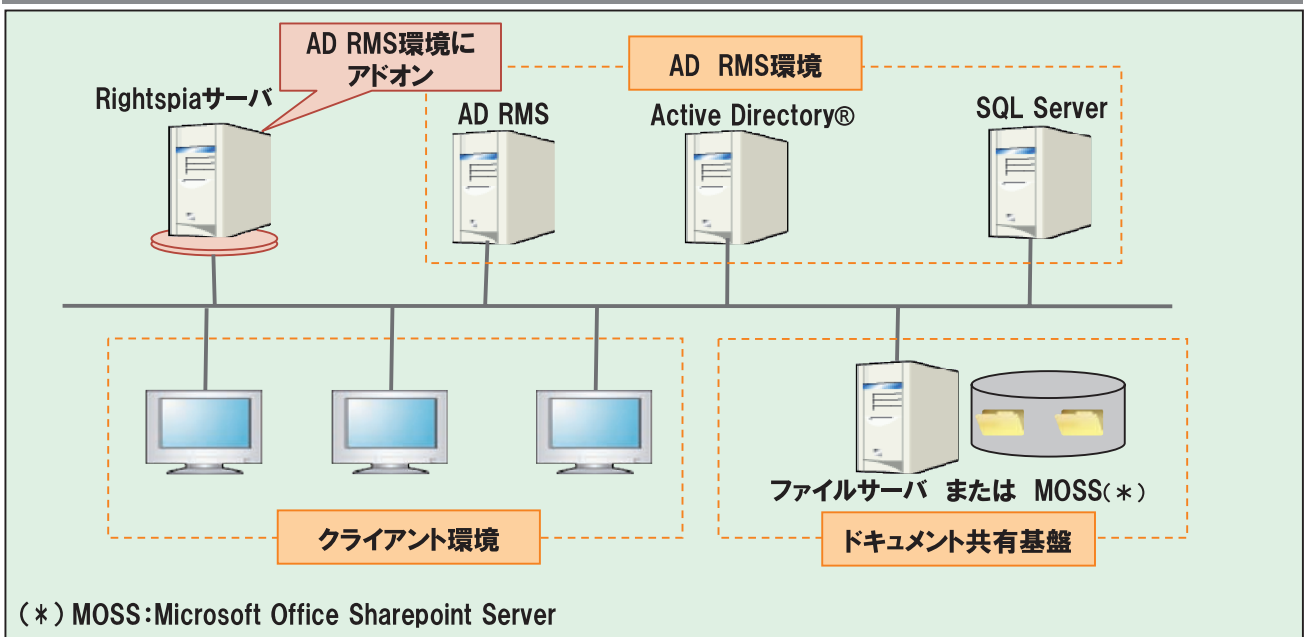 AD RMS環境に
アドオン
AD RMS環境
Rightspiaサーバ
AD RMS
Active Directory®
SQL Server
ファイルサーバ または MOSS(＊)
クライアント環境
ドキュメント共有基盤
(＊) MOSS:Microsoft Office Sharepoint Server